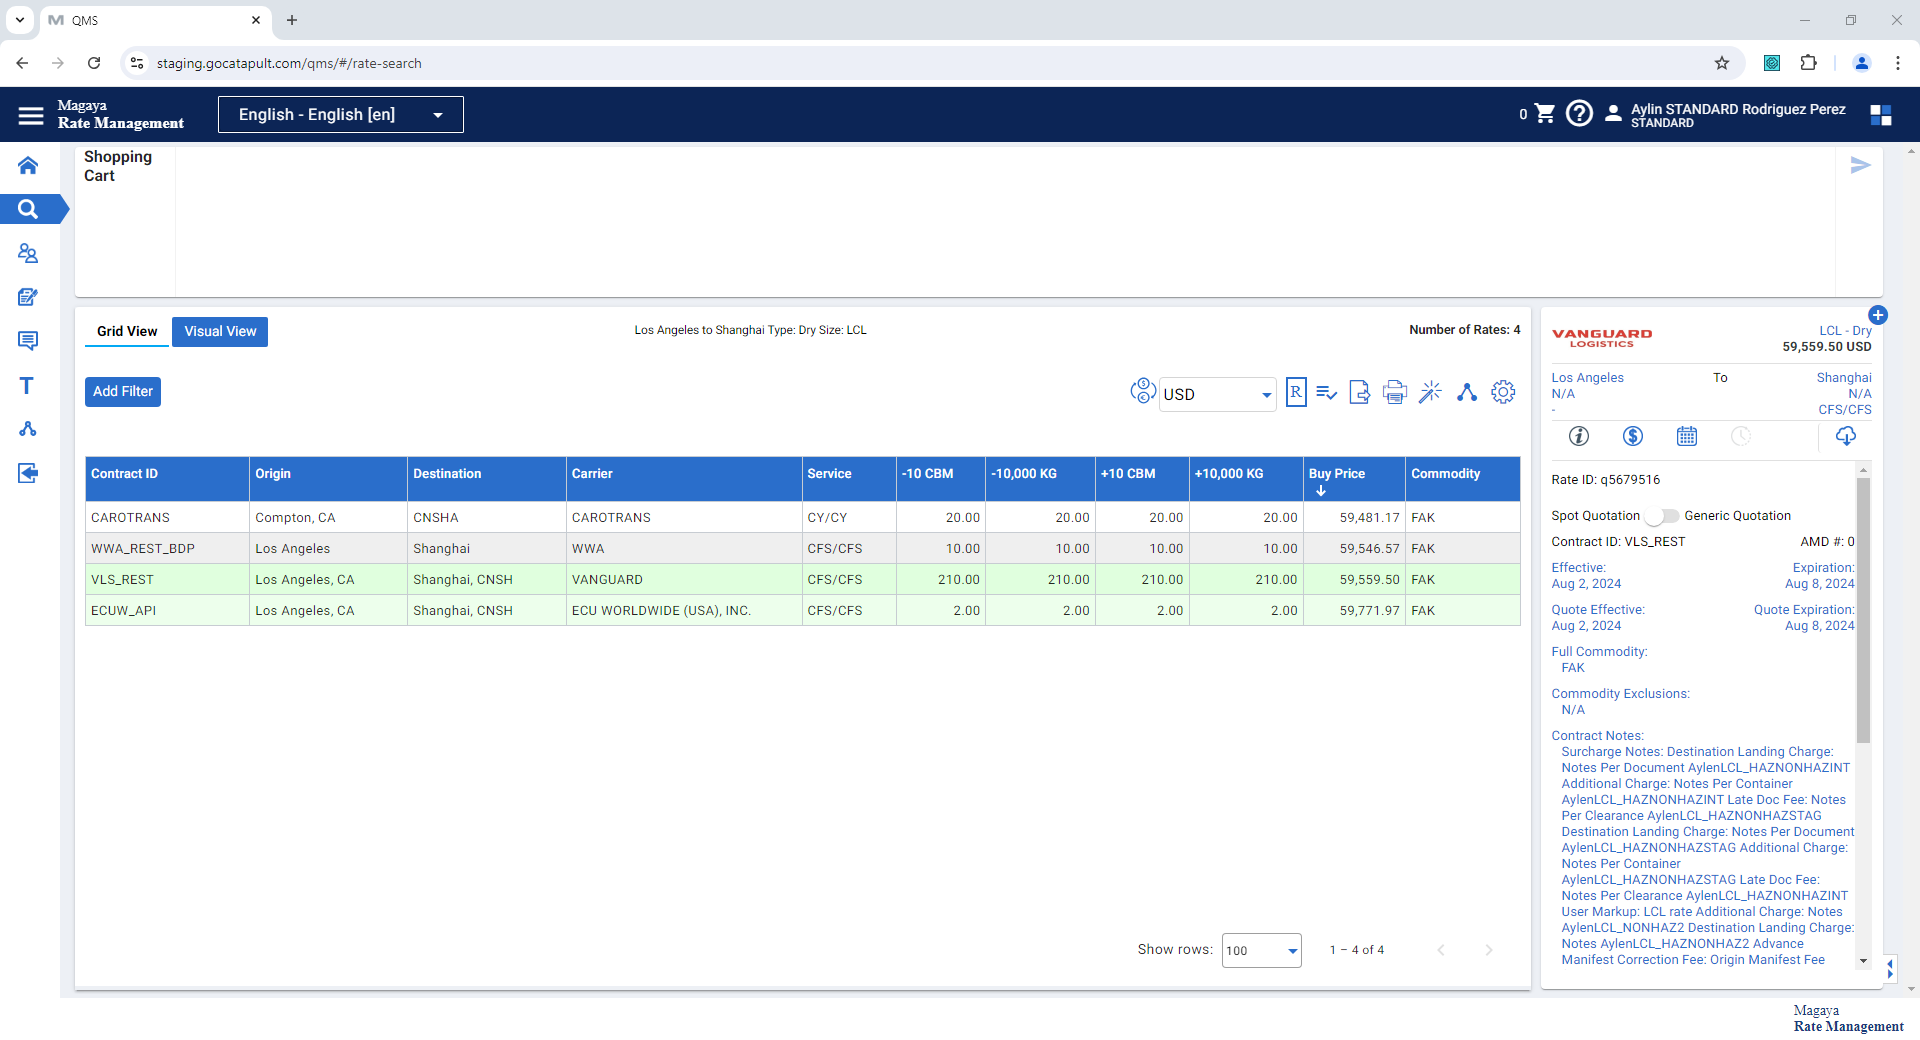 QMS
staging.gocatapult.com/qms/#/rate-search
Magaya
Rate Management
English - English [en]
0
Aylin STANDARD Rodriguez Perez
STANDARD
Shopping
Cart
Grid View
Visual View
Los Angeles to Shanghai Type: Dry Size: LCL
Number of Rates: 4
Add Filter
USD
R
Contract ID Origin Destination Carrier Service -10 CBM -10,000 KG +10 CBM +10,000 KG Buy Price Commodity
CAROTRANS Compton, CA CNSHA CAROTRANS CY/CY 20.00 20.00 20.00 20.00 59,481.17 FAK
WWA_REST_BDP Los Angeles Shanghai WWA CFS/CFS 10.00 10.00 10.00 10.00 59,546.57 FAK
VLS_REST Los Angeles, CA Shanghai, CNSH VANGUARD CFS/CFS 210.00 210.00 210.00 210.00 59,559.50 FAK
ECUW_API Los Angeles, CA Shanghai, CNSH ECU WORLDWIDE (USA), INC. CFS/CFS 2.00 2.00 2.00 2.00 59,771.97 FAK
Show rows: 100 1 – 4 of 4
VANGUARD
LOGISTICS
LCL - Dry
59,559.50 USD
Los Angeles To Shanghai
N/A N/A
- CFS/CFS
Rate ID: q5679516
Spot Quotation Generic Quotation
Contract ID: VLS_REST AMD #: 0
Effective: Expiration:
Aug 2, 2024 Aug 8, 2024
Quote Effective: Quote Expiration:
Aug 2, 2024 Aug 8, 2024
Full Commodity:
FAK
Commodity Exclusions:
N/A
Contract Notes:
Surcharge Notes: Destination Landing Charge:
Notes Per Document AylenLCL_HAZNONHAZINT
Additional Charge: Notes Per Container
AylenLCL_HAZNONHAZINT Late Doc Fee: Notes
Per Clearance AylenLCL_HAZNONHAZSTAG
Destination Landing Charge: Notes Per Document
AylenLCL_HAZNONHAZSTAG Additional Charge:
Notes Per Container
AylenLCL_HAZNONHAZSTAG Late Doc Fee:
Notes Per Clearance AylenLCL_HAZNONHAZINT
User Markup: LCL rate Additional Charge: Notes
AylenLCL_NONHAZ2 Destination Landing Charge:
Notes AylenLCL_HAZNONHAZ2 Advance
Manifest Correction Fee: Origin Manifest Fee
Magaya
Rate Management